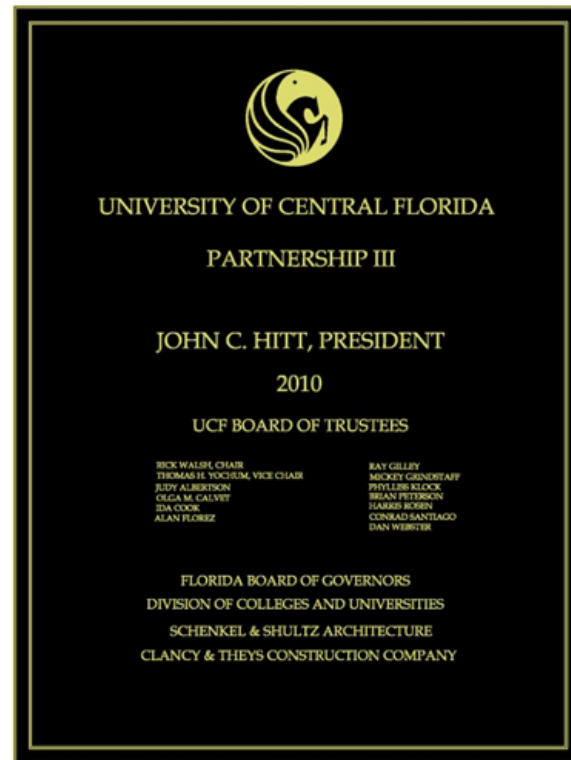 UNIVERSITY OF CENTRAL FLORIDA
PARTNERSHIP III
JOHN C. HITT, PRESIDENT
2010
UCF BOARD OF TRUSTEES
RICK WALSH, CHAIR
THOMAS H. YOCHUM, VICE CHAIR
JUDY ALBERTSON
OLGA M. CALVET
IDA COOK
ALAN FLOREZ
RAY GILLEY
MICKEY GRINDSTAFF
PHYLLISS KLOCK
BRIAN PETERSON
HARRIS ROSEN
CONRAD SANTIAGO
DAN WEBSTER
FLORIDA BOARD OF GOVERNORS
DIVISION OF COLLEGES AND UNIVERSITIES
SCHENKEL & SHULTZ ARCHITECTURE
CLANCY & THEYS CONSTRUCTION COMPANY